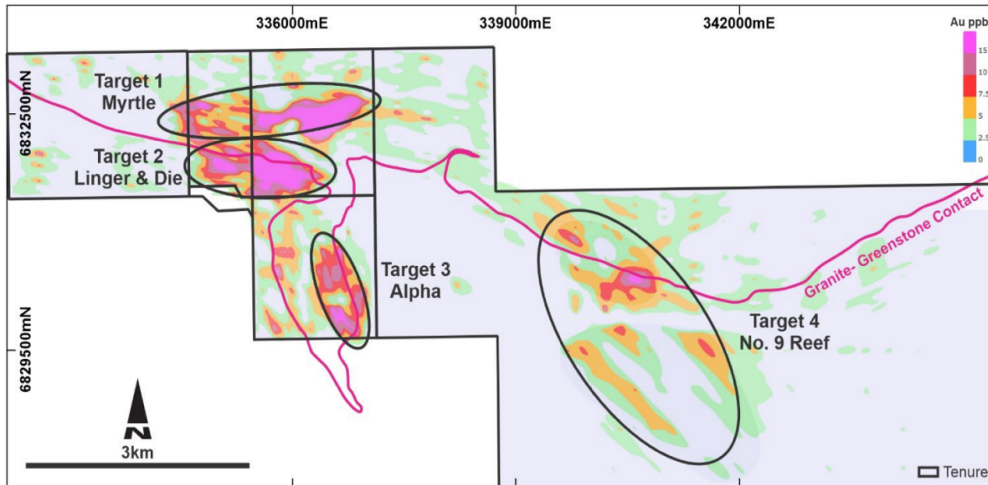 336000mE
339000mE
342000mE
Au ppb
15
10
7.5
5
2.5
0
6832500mN
6829500mN
Target 1
Myrtle
Target 2
Linger & Die
Target 3
Alpha
Target 4
No. 9 Reef
Granite- Greenstone Contact
N
3km
Tenure